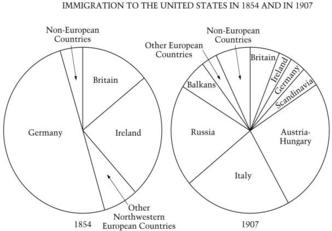 IMMIGRATION TO THE UNITED STATES IN 1854 AND IN 1907
Non-European
Countries
Britain
Germany
Ireland
Other
Northwestern
European Countries
1854
Non-European
Countries
Other European
Countries
Britain
Ireland
Germany
Scandinavia
Balkans
Russia
Austria-
Hungary
Italy
1907